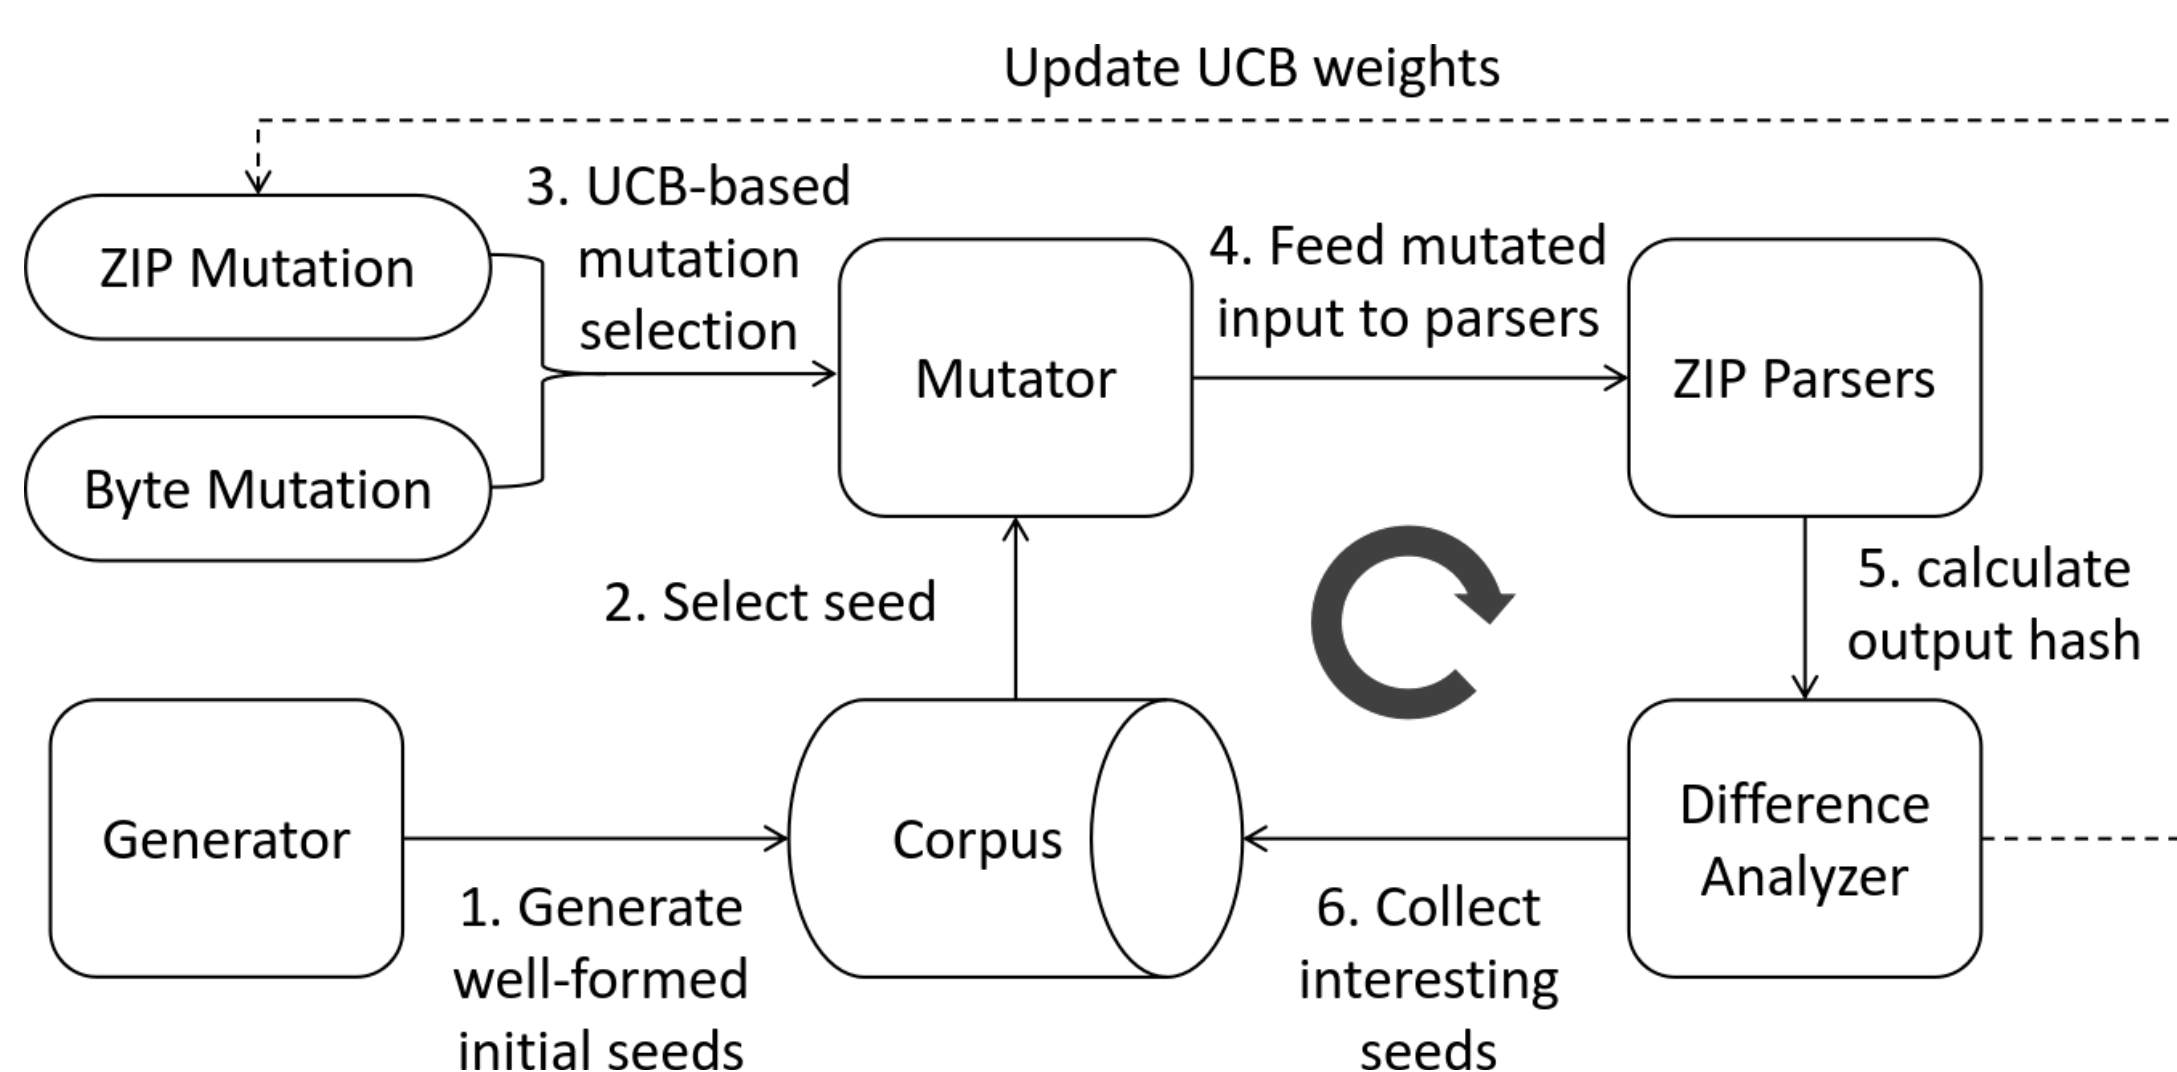 Update UCB weights
3. UCB-based
mutation
selection
ZIP Mutation
Byte Mutation
Mutator
4. Feed mutated
input to parsers
ZIP Parsers
2. Select seed
5. calculate
output hash
Generator
1. Generate
well-formed
initial seeds
Corpus
6. Collect
interesting
seeds
Difference
Analyzer